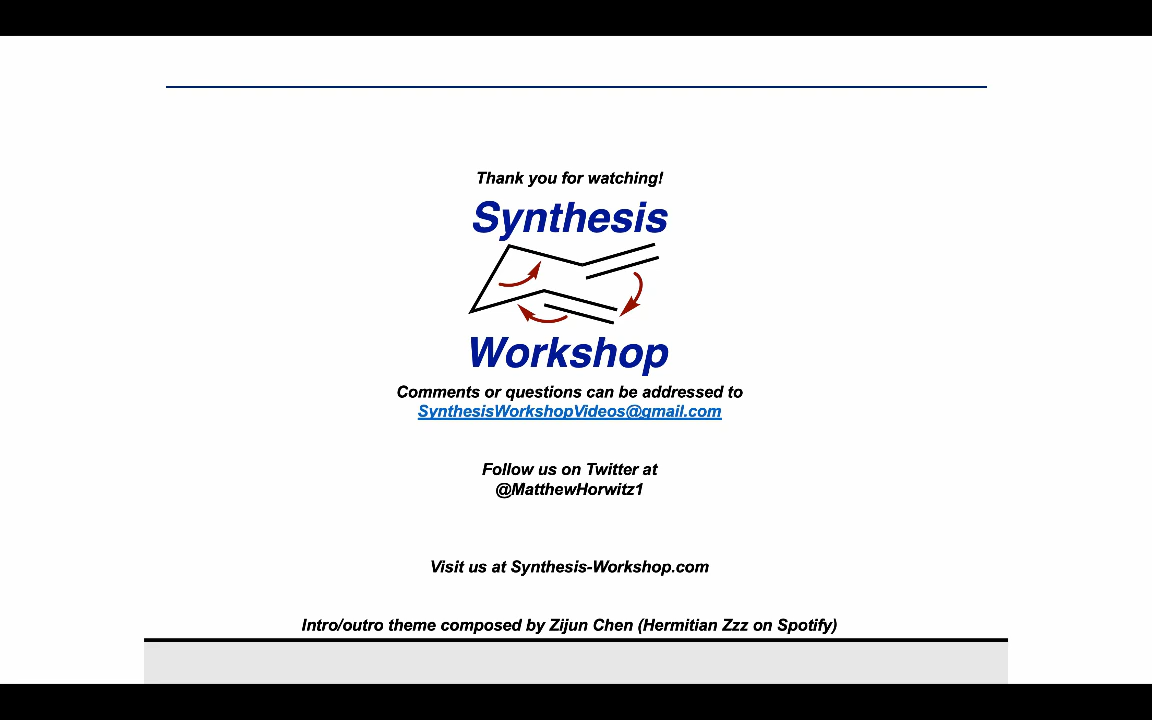 Thank you for watching!
Synthesis
Workshop
Comments or questions can be addressed to
SynthesisWorkshopVideos@gmail.com
Follow us on Twitter at
@MatthewHorwitz1
Visit us at Synthesis-Workshop.com
Intro/outro theme composed by Zijun Chen (Hermitian Zzz on Spotify)